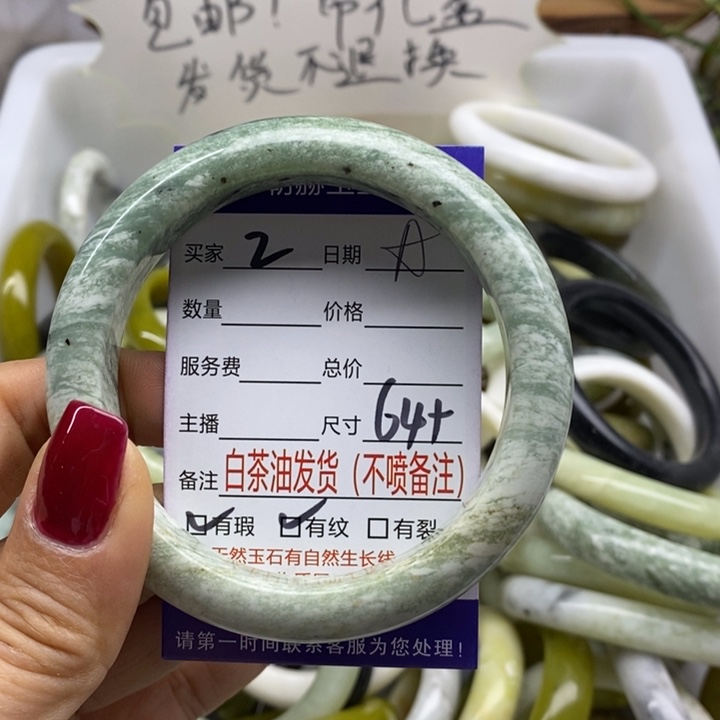 包邮！带礼盒
发货不退换
买家 2 日期 A
数量 价格
服务费 总价
主播 尺寸 64+
备注 白茶油发货（不喷备注）
☑有瑕 ☑有纹 ☐有裂
天然玉石有自然生长线
请第一时间联系客服为您处理！